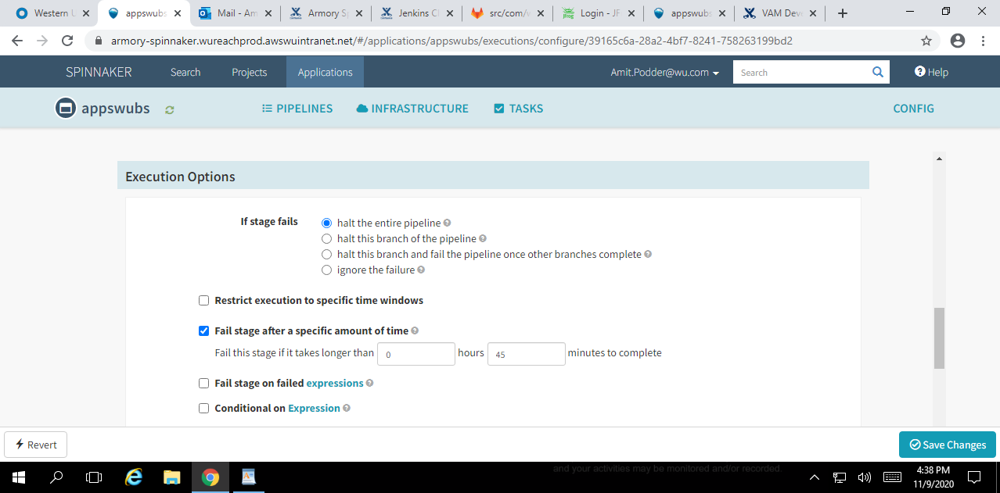 Western U
appswubs
Mail - Am
Armory S
Jenkins C
src/com/
Login - JF
appswubs
VAM Dev
armory-spinnaker.wureachprod.awswuintranet.net/#/applications/appswubs/executions/configure/39165c6a-28a2-4bf7-8241-758263199bd2
SPINNAKER Search Projects Applications Amit.Podder@wu.com Search Help
appswubs PIPELINES INFRASTRUCTURE TASKS CONFIG
Execution Options
If stage fails
halt the entire pipeline
halt this branch of the pipeline
halt this branch and fail the pipeline once other branches complete
ignore the failure
Restrict execution to specific time windows
Fail stage after a specific amount of time
Fail this stage if it takes longer than 0 hours 45 minutes to complete
Fail stage on failed expressions
Conditional on Expression
Revert Save Changes
and your activities may be monitored and/or recorded.
4:38 PM
11/9/2020